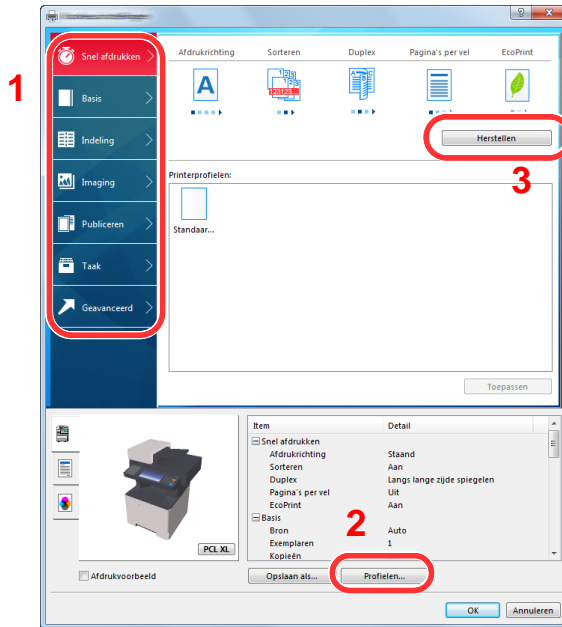 1
Snel afdrukken
Basis
Indeling
Imaging
Publiceren
Taak
Geavanceerd
Afdrukrichting Sorteren Duplex Pagina's per vel EcoPrint
A
123
123123
A B C
Herstellen
3
Printerprofielen:
Standaar...
Toepassen
Item Detail
Snel afdrukken
Afdrukrichting Staand
Sorteren Aan
Duplex Langs lange zijde spiegelen
Pagina's per vel Uit
EcoPrint Aan
Basis
Bron Auto
Exemplaren 1
Kopieën
2
PCL XL
Afdrukvoorbeeld
Opslaan als... Profielen...
OK Annuleren